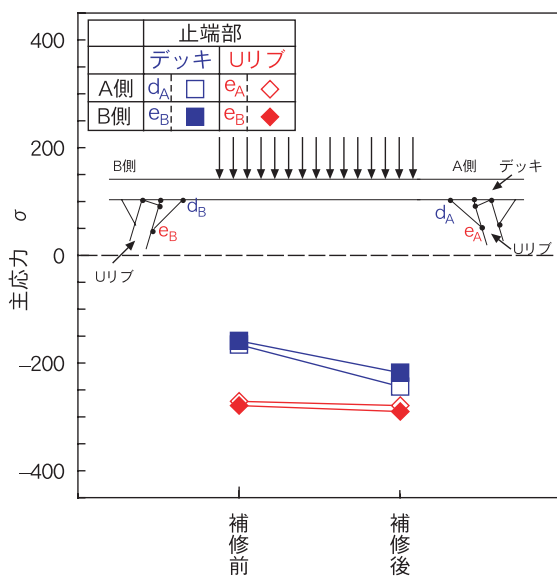 止端部
デッキ Uリブ
A側 dA eA
B側 eB eB
400
200
0
−200
−400
主応力 σ
B側
A側
デッキ
dB
eB
Uリブ
dA
eA
Uリブ
補修前
補修後